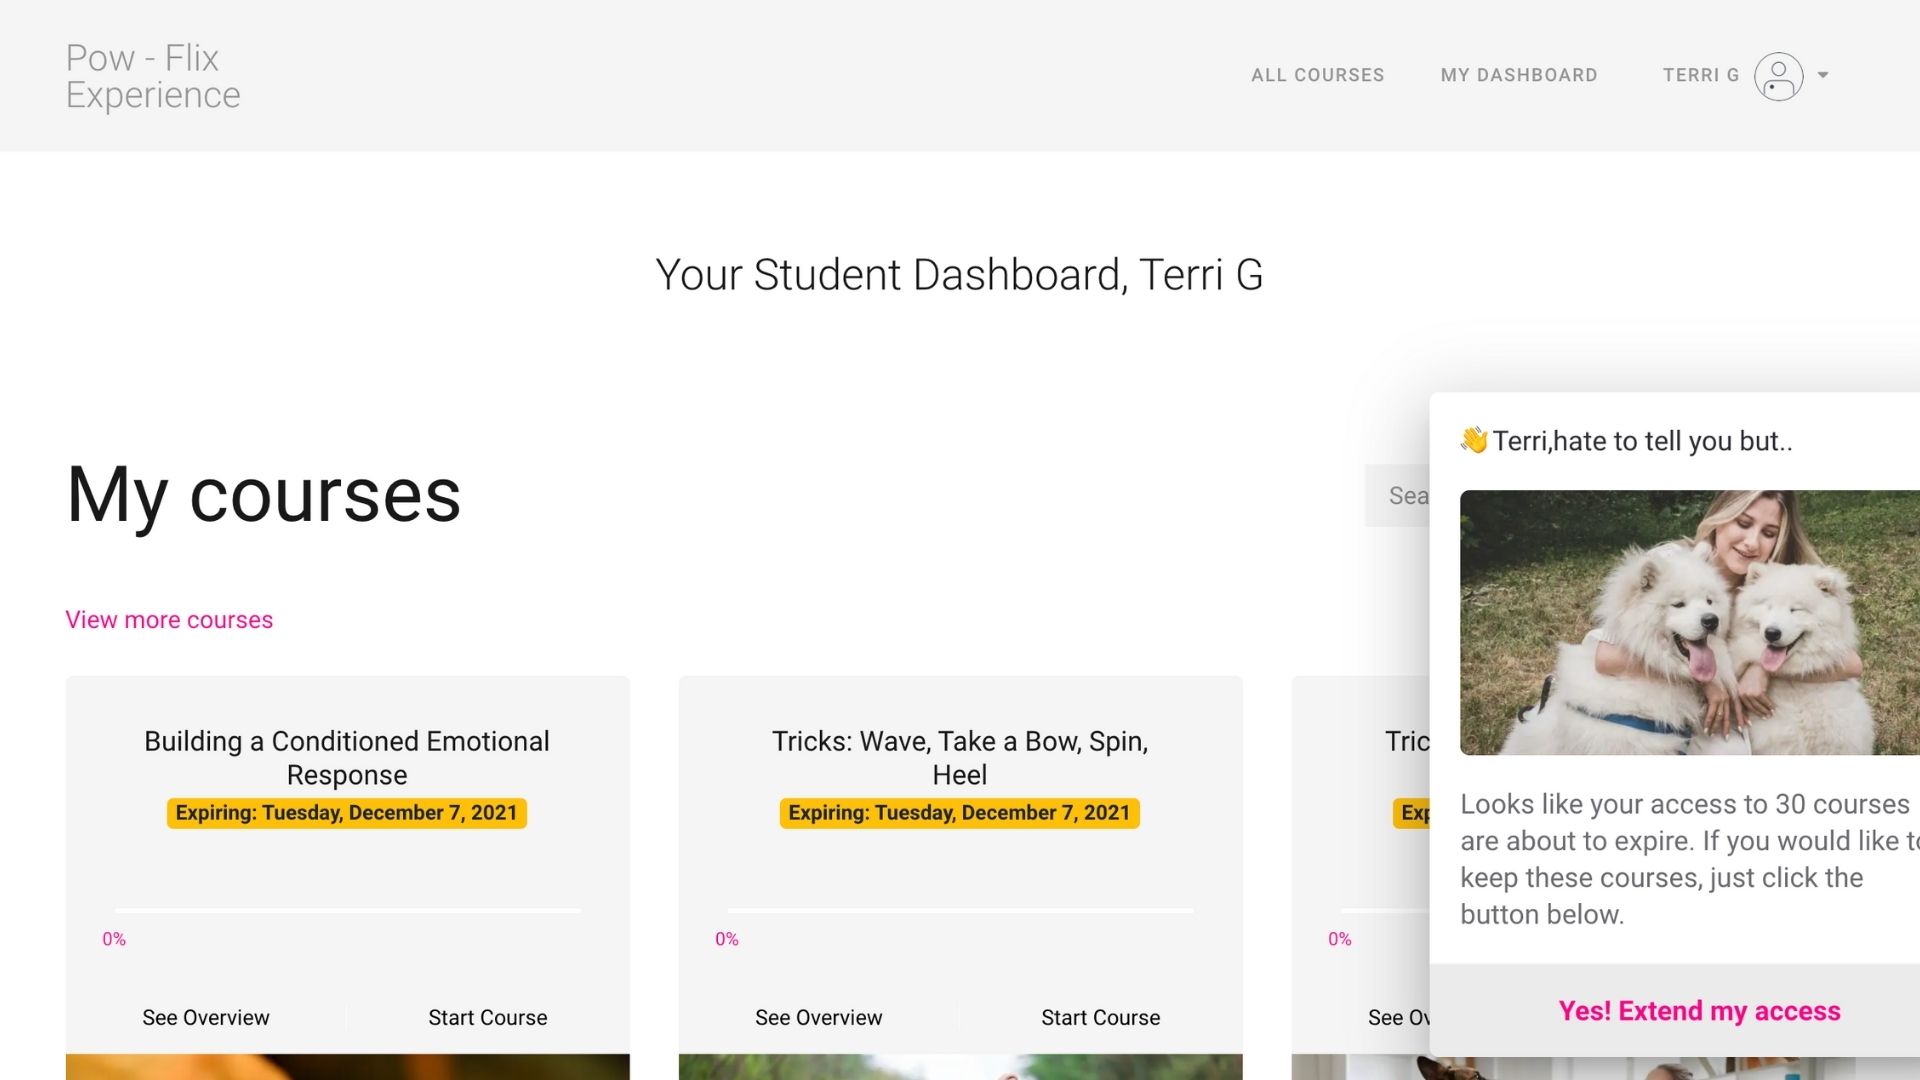 Pow - Flix
Experience
ALL COURSES
MY DASHBOARD
TERRI G
Your Student Dashboard, Terri G
My courses
View more courses
Building a Conditioned Emotional
Response
Expiring: Tuesday, December 7, 2021
0%
See Overview
Start Course
Tricks: Wave, Take a Bow, Spin,
Heel
Expiring: Tuesday, December 7, 2021
0%
See Overview
Start Course
0%
See
👋Terri,hate to tell you but..
Looks like your access to 30 courses
are about to expire. If you would like to
keep these courses, just click the
button below.
Yes! Extend my access